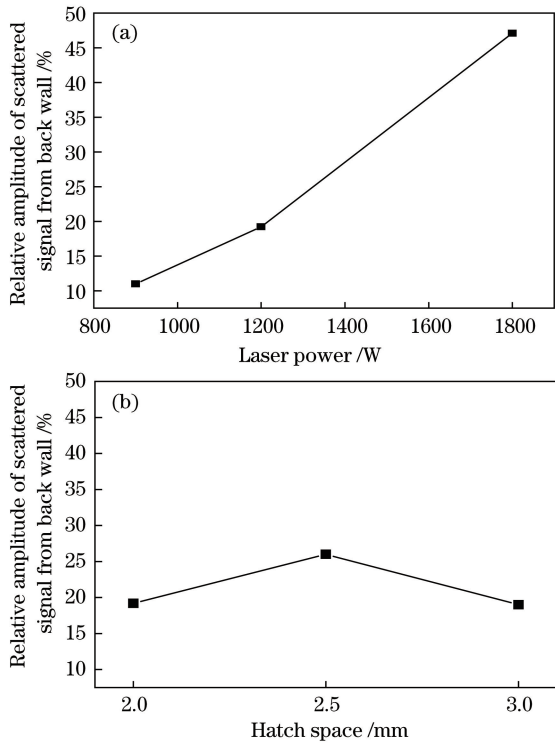 (a)
50
45
40
35
30
25
20
15
10
Relative amplitude of scattered
signal from back wall /%
800 1000 1200 1400 1600 1800
Laser power /W
(b)
50
45
40
35
30
25
20
15
10
Relative amplitude of scattered
signal from back wall /%
2.0 2.5 3.0
Hatch space /mm